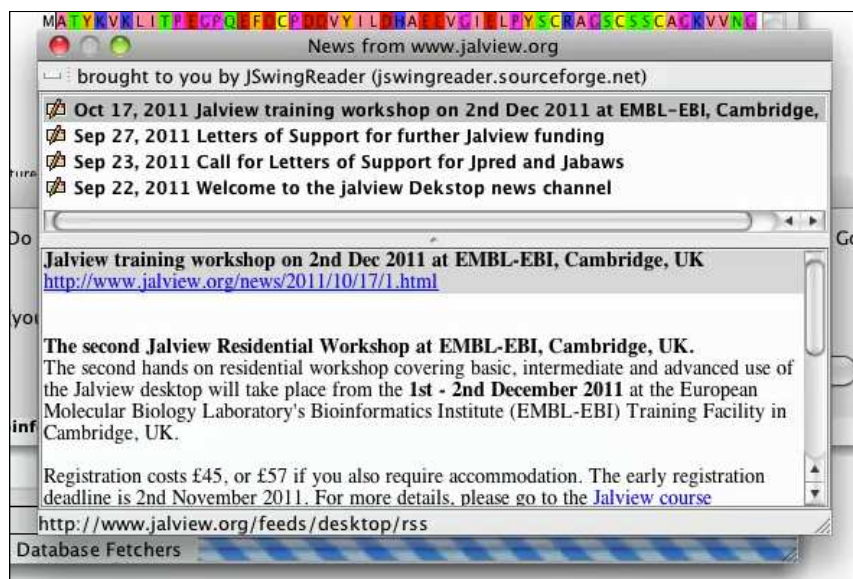 MATYKVKLITPEGPQEFDCPDDVYILDHAEEVGIELPYSCRAGSCSSCAGKVVNG
News from www.jalview.org
brought to you by JSwingReader (jswingreader.sourceforge.net)
Oct 17, 2011 Jalview training workshop on 2nd Dec 2011 at EMBL-EBI, Cambridge,
Sep 27, 2011 Letters of Support for further Jalview funding
Sep 23, 2011 Call for Letters of Support for Jpred and Jabaws
Sep 22, 2011 Welcome to the jalview Dekstop news channel
Do
Jalview training workshop on 2nd Dec 2011 at EMBL-EBI, Cambridge, UK
http://www.jalview.org/news/2011/10/17/1.html
The second Jalview Residential Workshop at EMBL-EBI, Cambridge, UK.
The second hands on residential workshop covering basic, intermediate and advanced use of
the Jalview desktop will take place from the 1st - 2nd December 2011 at the European
Molecular Biology Laboratory's Bioinformatics Institute (EMBL-EBI) Training Facility in
Cambridge, UK.
Registration costs £45, or £57 if you also require accommodation. The early registration
deadline is 2nd November 2011. For more details, please go to the Jalview course
http://www.jalview.org/feeds/desktop/rss
Database Fetchers